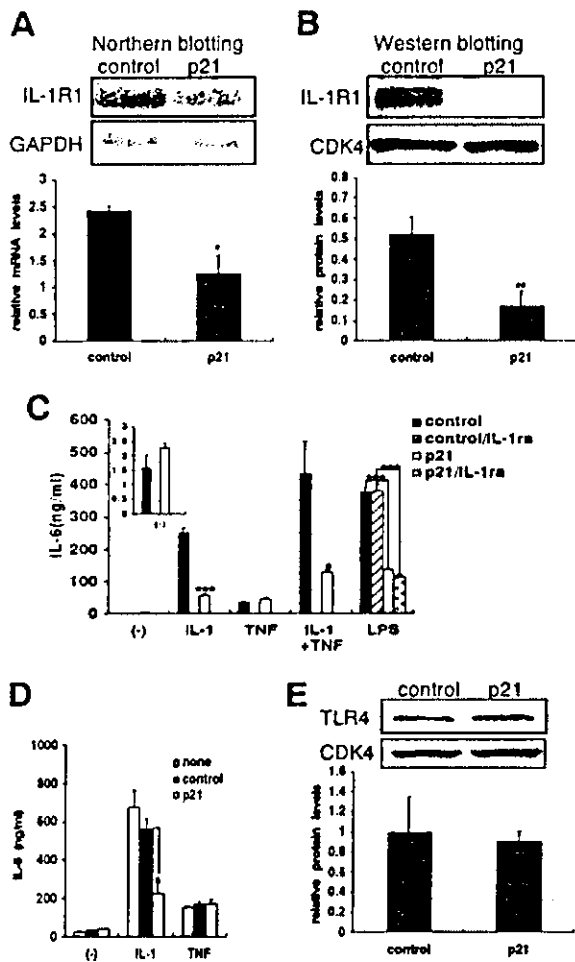 A
Northern blotting
control p21
IL-1R1
GAPDH
relative mRNA levels
3
2.5
2
1.5
1
0.5
0
*
control p21
B
Western blotting
control p21
IL-1R1
CDK4
relative protein levels
0.8
0.7
0.6
0.5
0.4
0.3
0.2
0.1
0
**
control p21
C
IL-6(ng/ml)
600
500
400
300
200
100
0
(-)
control
control/IL-1ra
p21
p21/IL-1ra
***
***
***
(-) IL-1 TNF IL-1 +TNF LPS
D
IL-6 (ng/ml)
1000
800
600
400
200
0
none
control
p21
(-) IL-1 TNF
E
control p21
TLR4
CDK4
relative protein levels
1.6
1.4
1.2
1
0.8
0.6
0.4
0.2
0
control p21